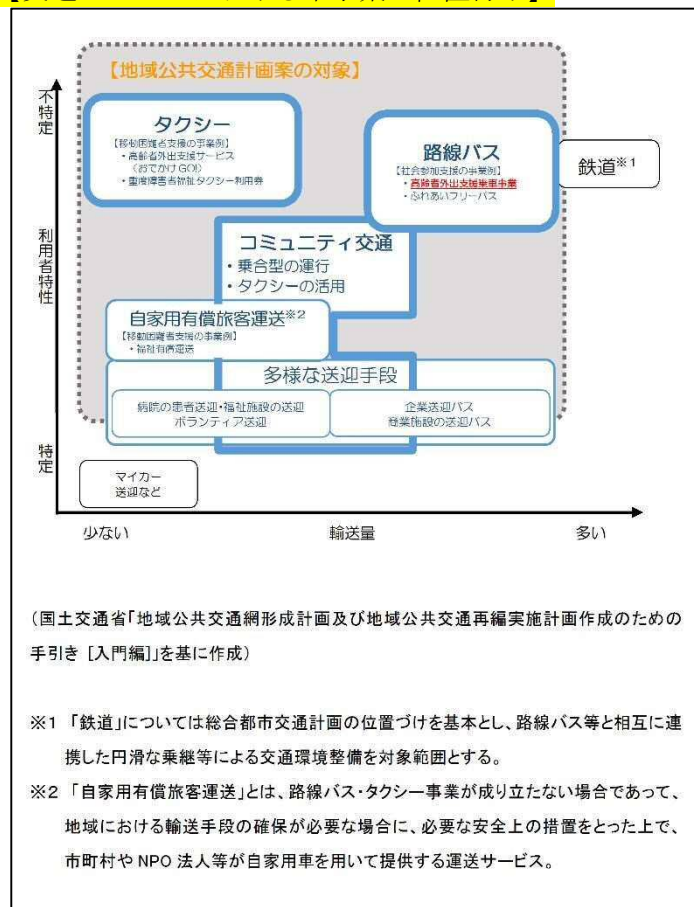 【地域公共交通計画案の対象】
不特定
利用者特性
特定
タクシー
【移動困難者支援の事業例】
・高齢者外出支援サービス
(おでかけGO!)
・重度障害者福祉タクシー利用券
路線バス
【社会参加支援の事業例】
・高齢者外出支援乗車事業
・ふれあいフリーパス
鉄道※1
コミュニティ交通
・乗合型の運行
・タクシーの活用
自家用有償旅客運送※2
【移動困難者支援の事業例】
・福祉有償運送
多様な送迎手段
病院の患者送迎・福祉施設の送迎
ボランティア送迎
企業送迎バス
商業施設の送迎バス
マイカー
送迎など
少ない
輸送量
多い
(国土交通省「地域公共交通網形成計画及び地域公共交通再編実施計画作成のための
手引き [入門編]」を基に作成)
※1 「鉄道」については総合都市交通計画の位置づけを基本とし、路線バス等と相互に連
携した円滑な乗継等による交通環境整備を対象範囲とする。
※2 「自家用有償旅客運送」とは、路線バス・タクシー事業が成り立たない場合であって、
地域における輸送手段の確保が必要な場合に、必要な安全上の措置をとった上で、
市町村や NPO 法人等が自家用車を用いて提供する運送サービス。